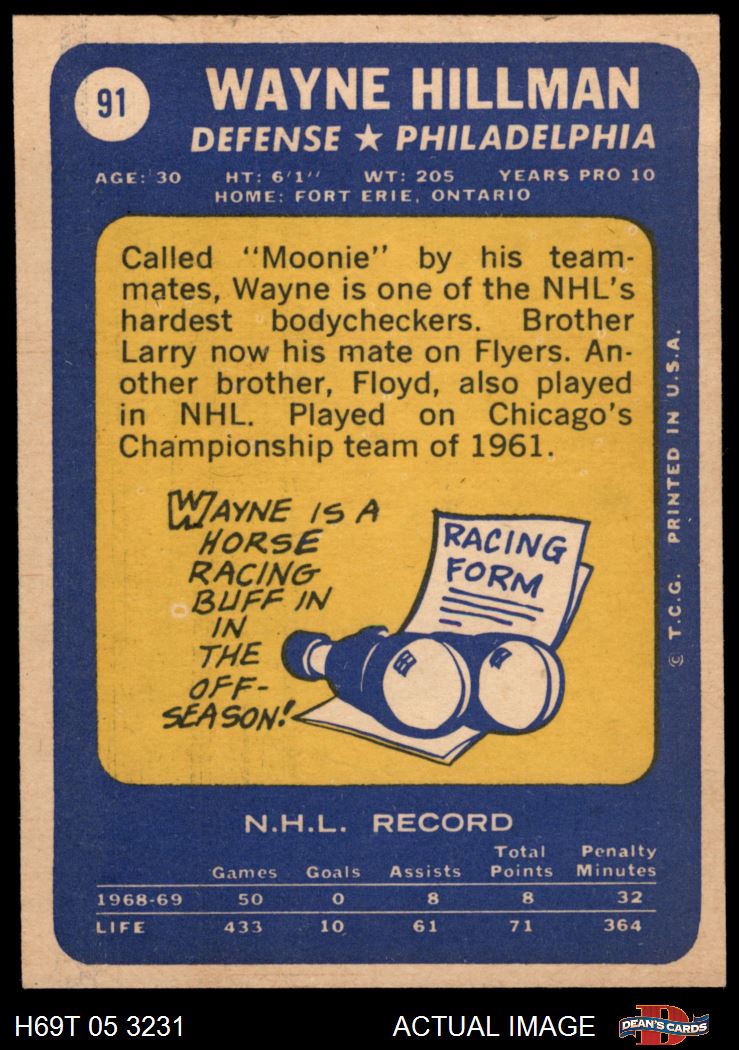 91
WAYNE HILLMAN
DEFENSE ★ PHILADELPHIA
AGE: 30 HT: 6'1" WT: 205 YEARS PRO 10
HOME: FORT ERIE, ONTARIO
Called "Moonie" by his team-
mates, Wayne is one of the NHL's
hardest bodycheckers. Brother
Larry now his mate on Flyers. An-
other brother, Floyd, also played
in NHL. Played on Chicago's
Championship team of 1961.
WAYNE IS A
HORSE
RACING
BUFF IN
IN
THE
OFF-
SEASON!
RACING
FORM
© T.C.G. PRINTED IN U.S.A.
N.H.L. RECORD
Games Goals Assists Total Points Penalty Minutes
1968-69 50 0 8 8 32
LIFE 433 10 61 71 364
H69T 05 3231 ACTUAL IMAGE
D
DEAN'S CARDS